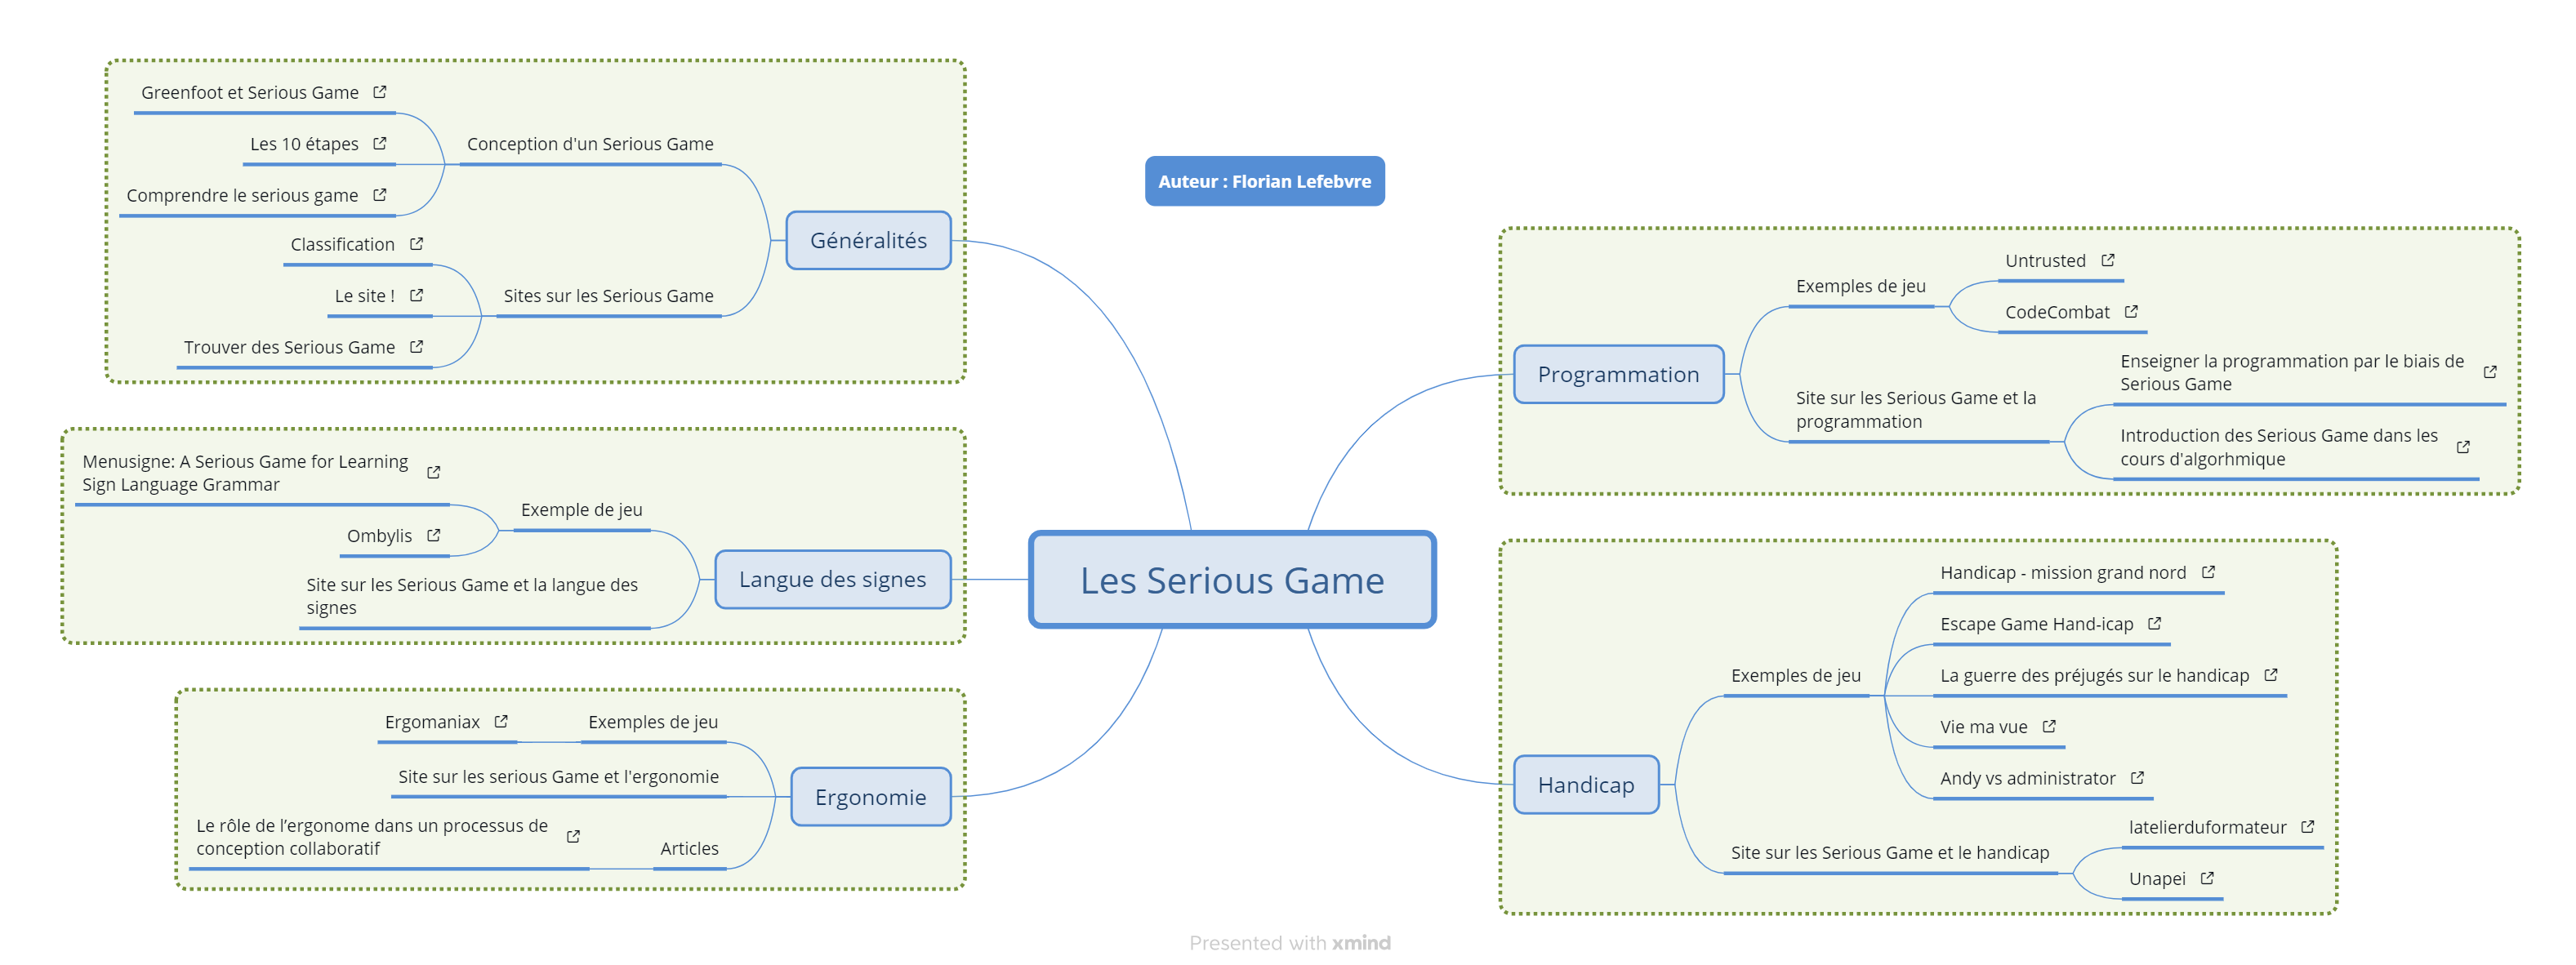 Auteur : Florian Lefebvre
Les Serious Game
Généralités
Conception d'un Serious Game
Greenfoot et Serious Game
Les 10 étapes
Comprendre le serious game
Sites sur les Serious Game
Classification
Le site !
Trouver des Serious Game
Langue des signes
Exemple de jeu
Menusigne: A Serious Game for Learning
Sign Language Grammar
Ombylis
Site sur les Serious Game et la langue des
signes
Ergonomie
Exemples de jeu
Ergomaniax
Site sur les serious Game et l'ergonomie
Articles
Le rôle de l’ergonome dans un processus de
conception collaboratif
Programmation
Exemples de jeu
Untrusted
CodeCombat
Site sur les Serious Game et la
programmation
Enseigner la programmation par le biais de
Serious Game
Introduction des Serious Game dans les
cours d'algorhmique
Handicap
Exemples de jeu
Handicap - mission grand nord
Escape Game Hand-icap
La guerre des préjugés sur le handicap
Vie ma vue
Andy vs administrator
Site sur les Serious Game et le handicap
latelierduformateur
Unapei
Presented with xmind